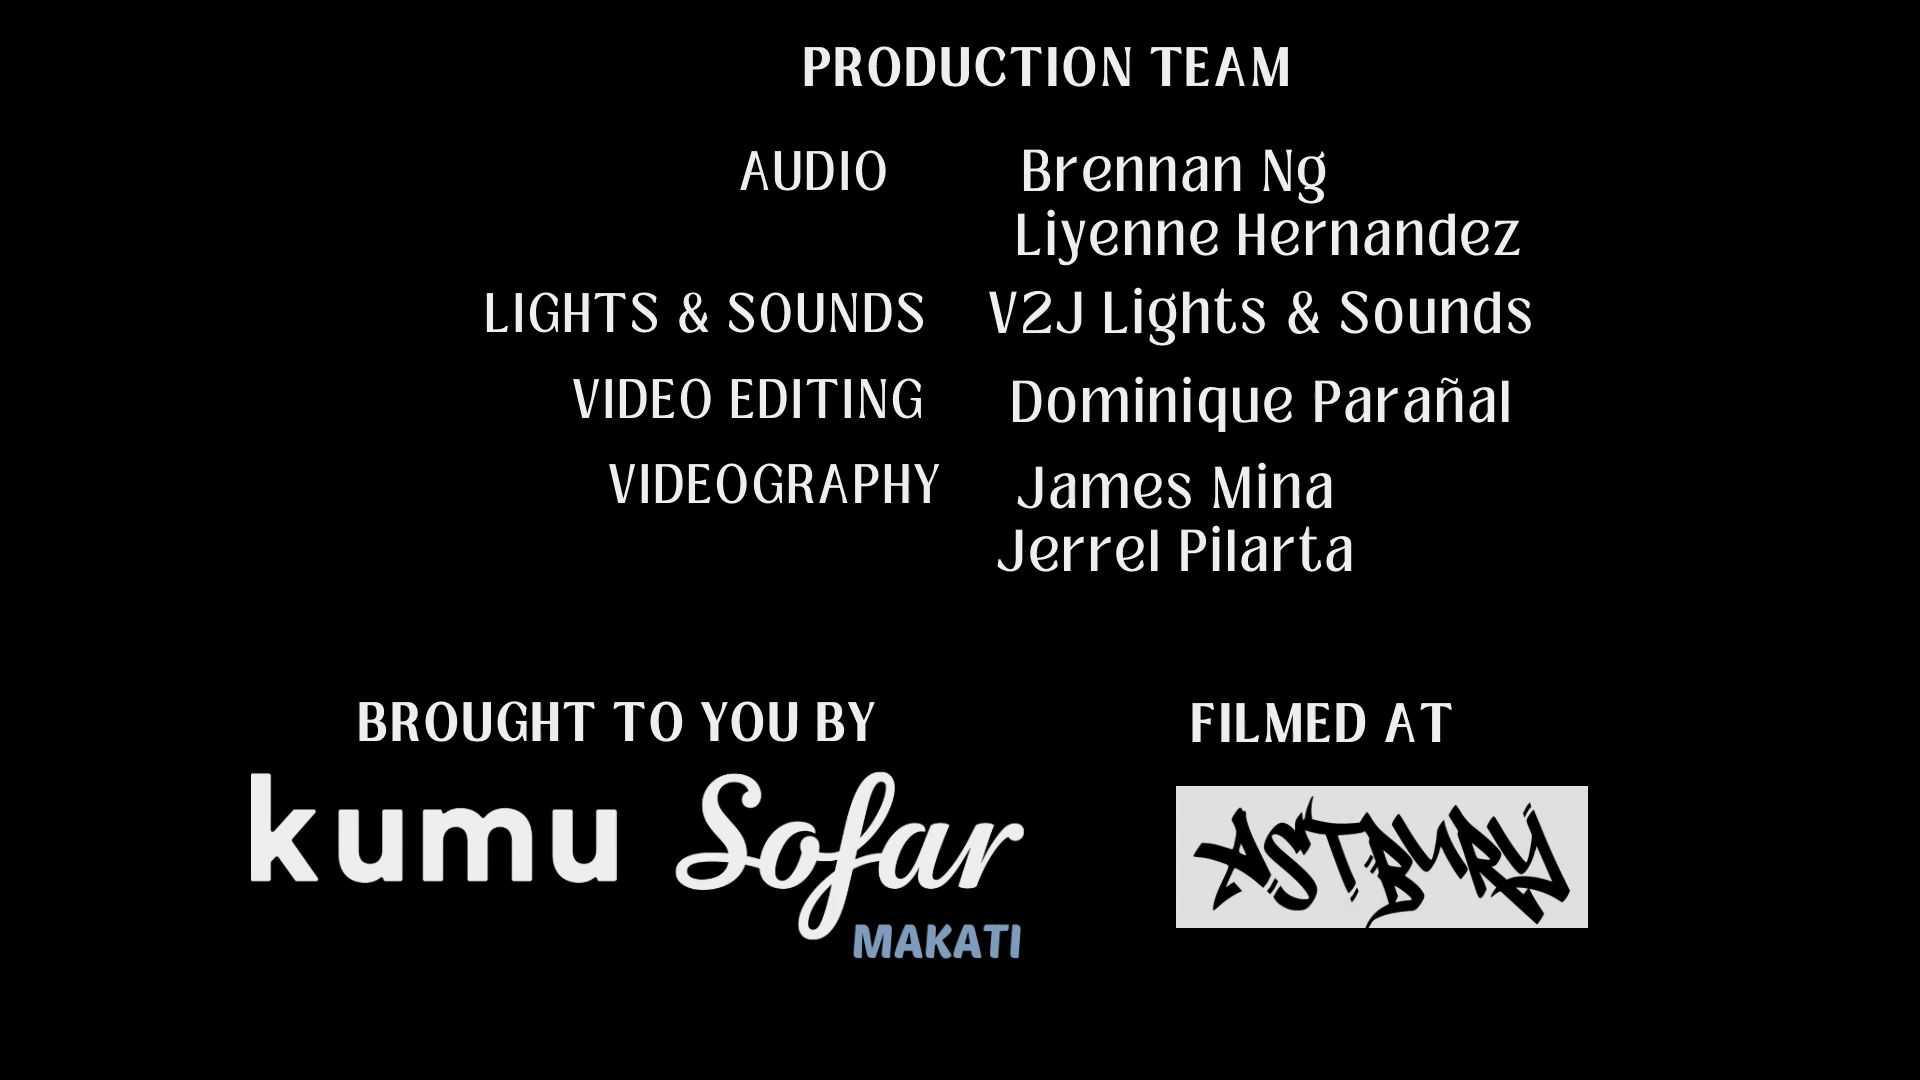 PRODUCTION TEAM
AUDIO Brennan Ng
Liyenne Hernandez
LIGHTS & SOUNDS V2J Lights & Sounds
VIDEO EDITING Dominique Parañal
VIDEOGRAPHY James Mina
Jerrel Pilarta
BROUGHT TO YOU BY FILMED AT
kumu Sofar ASTBURY
MAKATI